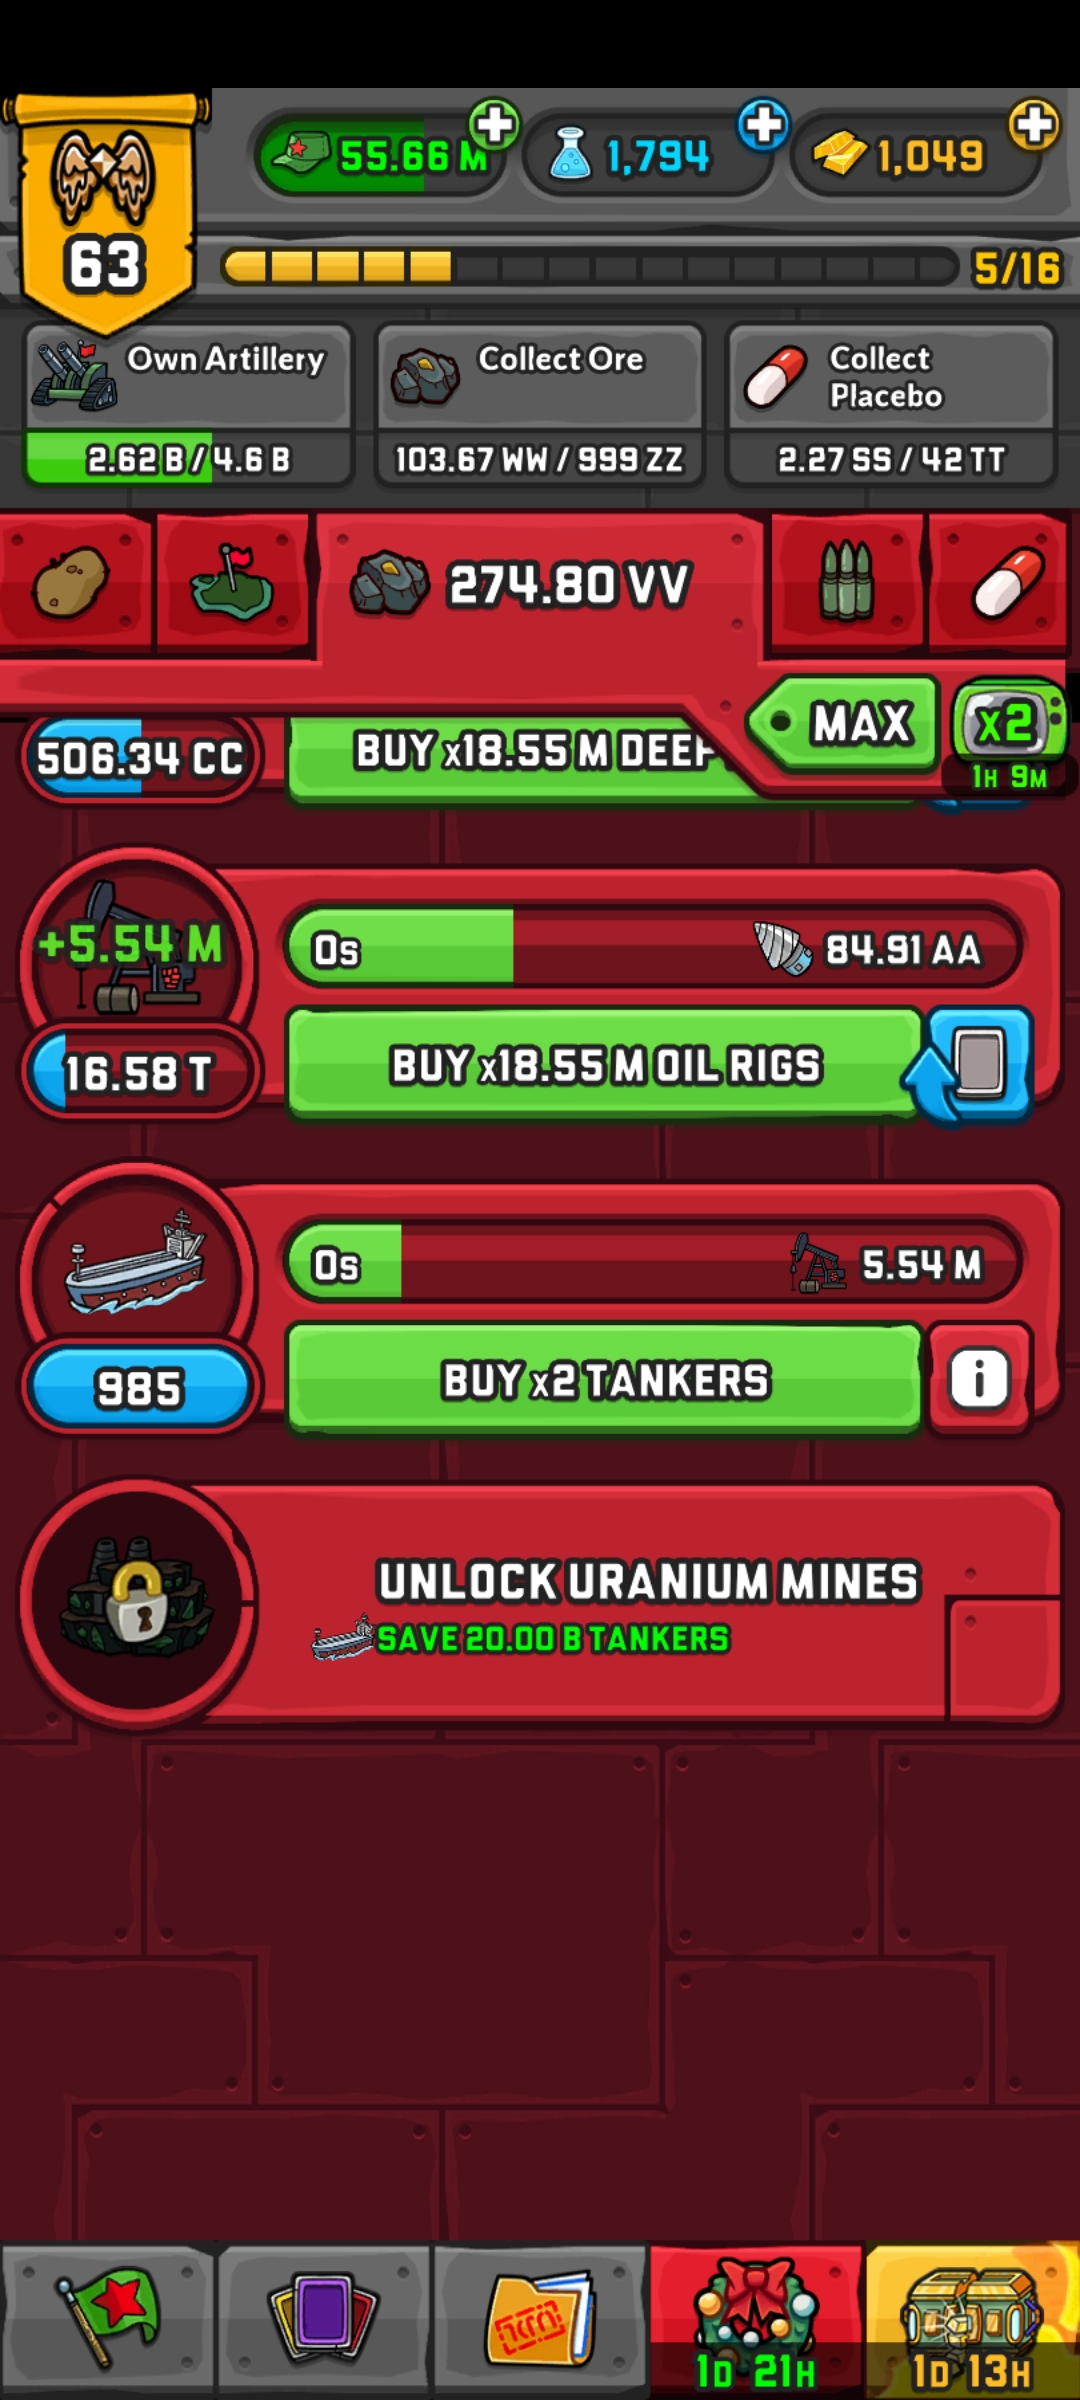 55.66 M
1,794
1,049
63
5/16
Own Artillery
2.62 B / 4.6 B
Collect Ore
103.67 WW / 999 ZZ
Collect
Placebo
2.27 SS / 42 TT
274.80 VV
MAX
x2
1H 9M
506.34 CC
BUY x18.55 M DEEP
+5.54 M
0s
84.91 AA
16.58 T
BUY x18.55 M OIL RIGS
0s
5.54 M
985
BUY x2 TANKERS
i
UNLOCK URANIUM MINES
SAVE 20.00 B TANKERS
1D 21H
1D 13H